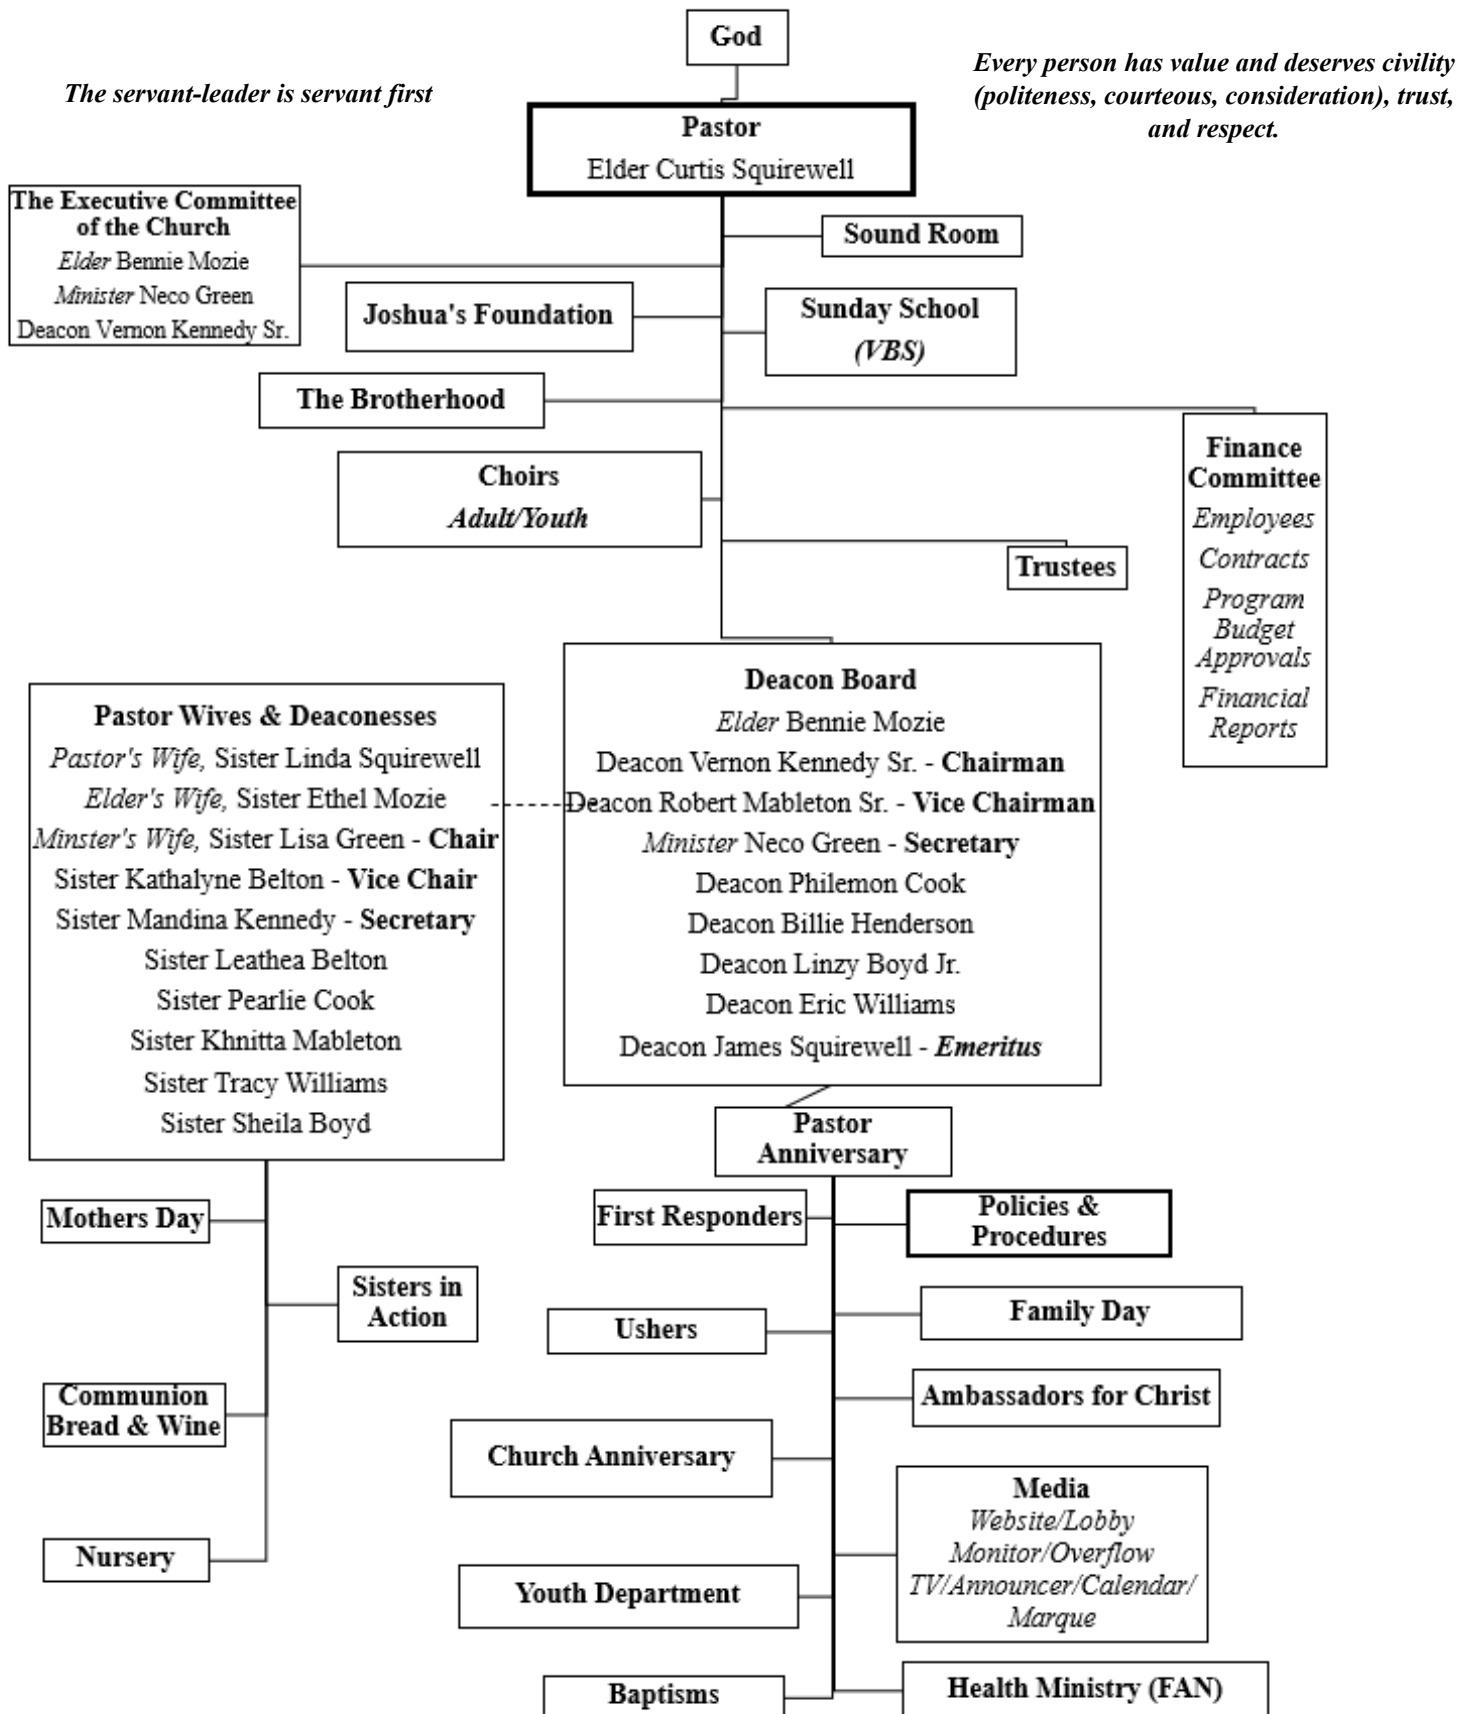 God
The servant-leader is servant first
Every person has value and deserves civility
(politeness, courteous, consideration), trust,
and respect.
Pastor
Elder Curtis Squirewell
The Executive Committee
of the Church
Elder Bennie Mozie
Minister Neco Green
Deacon Vernon Kennedy Sr.
Sound Room
Joshua's Foundation
Sunday School
(VBS)
The Brotherhood
Finance
Committee
Employees
Contracts
Program
Budget
Approvals
Financial
Reports
Choirs
Adult/Youth
Trustees
Pastor Wives & Deaconesses
Pastor's Wife, Sister Linda Squirewell
Elder's Wife, Sister Ethel Mozie
Minster's Wife, Sister Lisa Green - Chair
Sister Kathalyne Belton - Vice Chair
Sister Mandina Kennedy - Secretary
Sister Leathea Belton
Sister Pearlie Cook
Sister Khnitta Mableton
Sister Tracy Williams
Sister Sheila Boyd
Deacon Board
Elder Bennie Mozie
Deacon Vernon Kennedy Sr. - Chairman
Deacon Robert Mableton Sr. - Vice Chairman
Minister Neco Green - Secretary
Deacon Philemon Cook
Deacon Billie Henderson
Deacon Linzy Boyd Jr.
Deacon Eric Williams
Deacon James Squirewell - Emeritus
Pastor
Anniversary
Mothers Day
Sisters in
Action
Communion
Bread & Wine
Nursery
First Responders
Policies &
Procedures
Ushers
Family Day
Ambassadors for Christ
Church Anniversary
Media
Website/Lobby
Monitor/Overflow
TV/Announcer/Calendar/
Marque
Youth Department
Baptisms
Health Ministry (FAN)